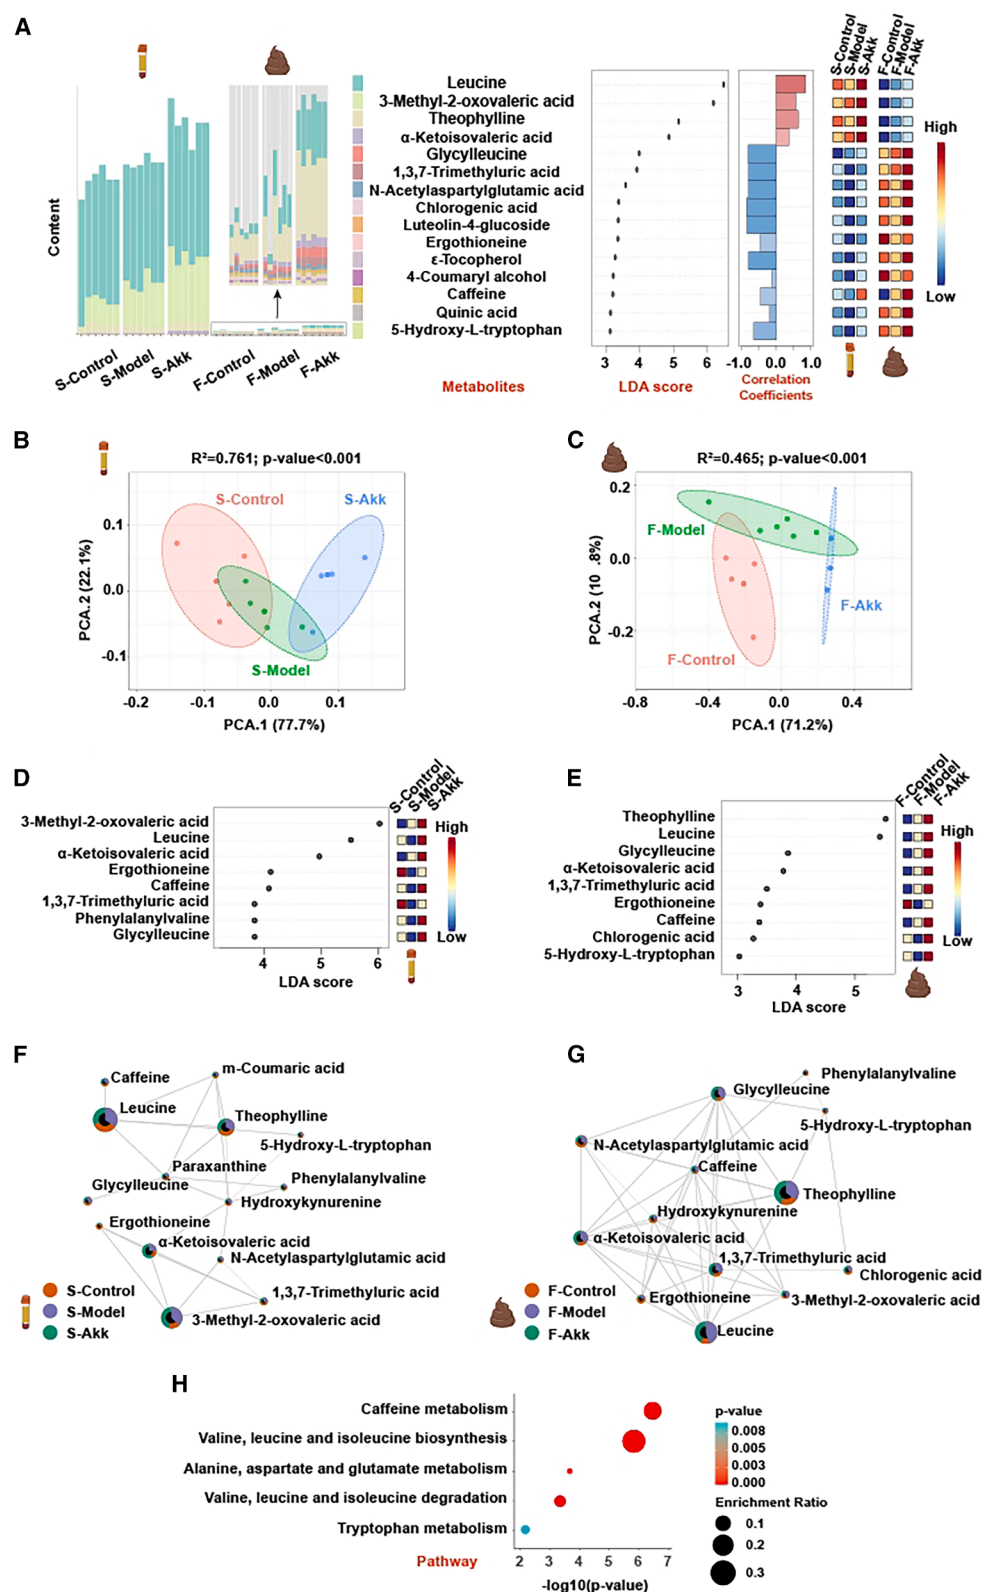 A
Content
S-Control
S-Model
S-Akk
F-Control
F-Model
F-Akk
Leucine
3-Methyl-2-oxovaleric acid
Theophylline
α-Ketoisovaleric acid
Glycylleucine
1,3,7-Trimethyluric acid
N-Acetylaspartylglutamic acid
Chlorogenic acid
Luteolin-4-glucoside
Ergothioneine
ε-Tocopherol
4-Coumaryl alcohol
Caffeine
Quinic acid
5-Hydroxy-L-tryptophan
Metabolites
3 4 5 6
LDA score
-1.0 0.0 1.0
Correlation
Coefficients
S-Control
S-Model
S-Akk
F-Control
F-Model
F-Akk
High
Low
B
R²=0.761; p-value<0.001
S-Control
S-Akk
S-Model
PCA.2 (22.1%)
0.1
0.0
-0.1
-0.2 -0.1 0.0 0.1
PCA.1 (77.7%)
C
R²=0.465; p-value<0.001
F-Model
F-Akk
F-Control
PCA.2 (10 .8%)
0.2
0.0
-0.2
-0.8 -0.4 0.0 0.4
PCA.1 (71.2%)
D
3-Methyl-2-oxovaleric acid
Leucine
α-Ketoisovaleric acid
Ergothioneine
Caffeine
1,3,7-Trimethyluric acid
Phenylalanylvaline
Glycylleucine
4 5 6
LDA score
S-Control
S-Model
S-Akk
High
Low
E
Theophylline
Leucine
Glycylleucine
α-Ketoisovaleric acid
1,3,7-Trimethyluric acid
Ergothioneine
Caffeine
Chlorogenic acid
5-Hydroxy-L-tryptophan
3 4 5
LDA score
F-Control
F-Model
F-Akk
High
Low
F
Caffeine
m-Coumaric acid
Leucine
Theophylline
5-Hydroxy-L-tryptophan
Paraxanthine
Glycylleucine
Phenylalanylvaline
Hydroxykynurenine
Ergothioneine
α-Ketoisovaleric acid
N-Acetylaspartylglutamic acid
1,3,7-Trimethyluric acid
3-Methyl-2-oxovaleric acid
S-Control
S-Model
S-Akk
G
Phenylalanylvaline
Glycylleucine
5-Hydroxy-L-tryptophan
N-Acetylaspartylglutamic acid
Caffeine
Theophylline
Hydroxykynurenine
α-Ketoisovaleric acid
1,3,7-Trimethyluric acid
Chlorogenic acid
Ergothioneine
3-Methyl-2-oxovaleric acid
Leucine
F-Control
F-Model
F-Akk
H
Caffeine metabolism
Valine, leucine and isoleucine biosynthesis
Alanine, aspartate and glutamate metabolism
Valine, leucine and isoleucine degradation
Tryptophan metabolism
Pathway
2 3 4 5 6 7
-log10(p-value)
p-value
0.008
0.005
0.003
0.000
Enrichment Ratio
0.1
0.2
0.3